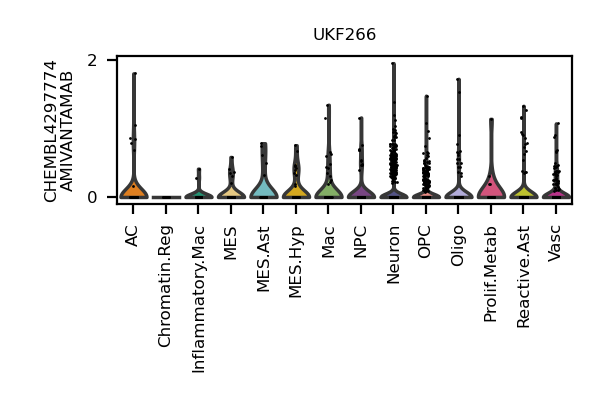 UKF266
CHEMBL4297774
AMIVANTAMAB
2
0
AC
Chromatin.Reg
Inflammatory.Mac
MES
MES.Ast
MES.Hyp
Mac
NPC
Neuron
OPC
Oligo
Prolif.Metab
Reactive.Ast
Vasc